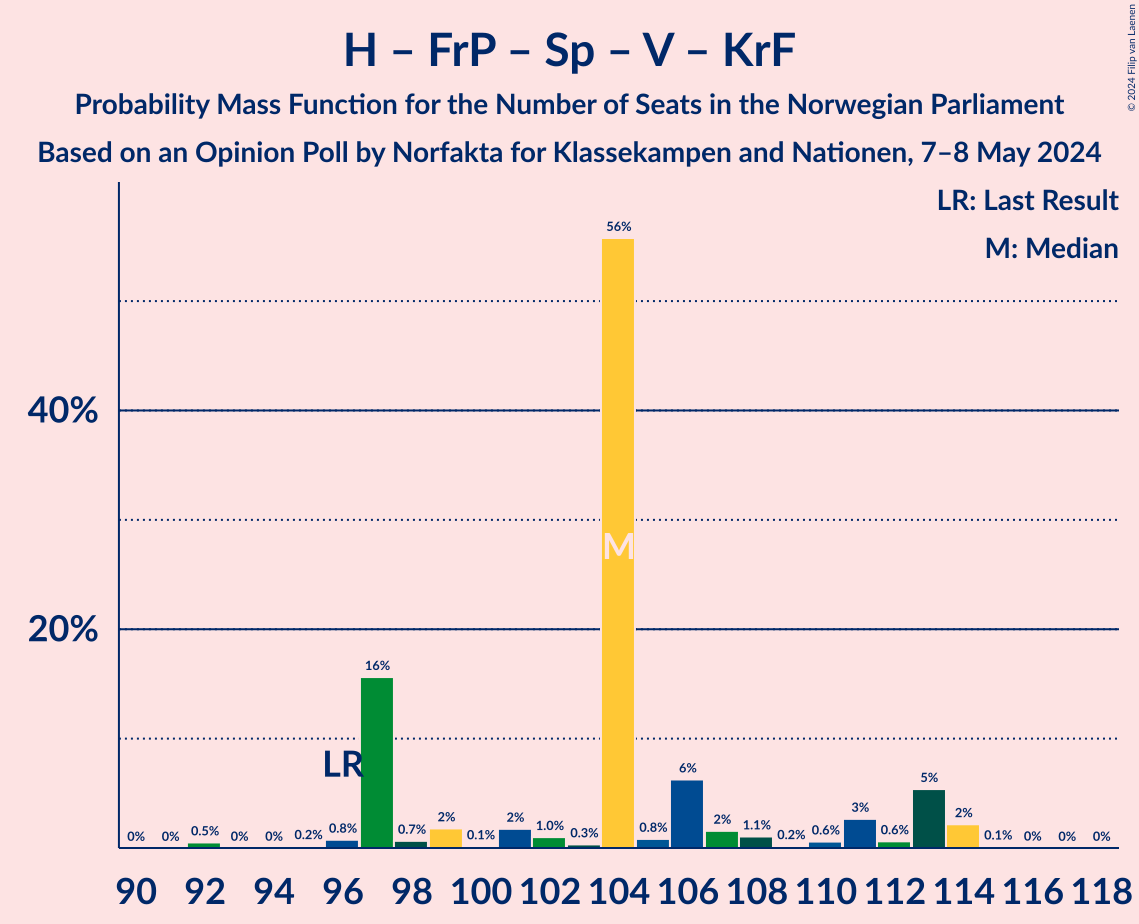 H – FrP – Sp – V – KrF
Probability Mass Function for the Number of Seats in the Norwegian Parliament
Based on an Opinion Poll by Norfakta for Klassekampen and Nationen, 7–8 May 2024
© 2024 Filip van Laenen
LR: Last Result
M: Median
56%
40%
M
20%
16%
LR
0% 0% 0.5% 0% 0% 0.2% 0.8% 0.7% 2% 0.1% 2% 1.0% 0.3% 0.8% 6% 2% 1.1% 0.2% 0.6% 3% 0.6% 5% 2% 0.1% 0% 0% 0%
90 92 94 96 98 100 102 104 106 108 110 112 114 116 118